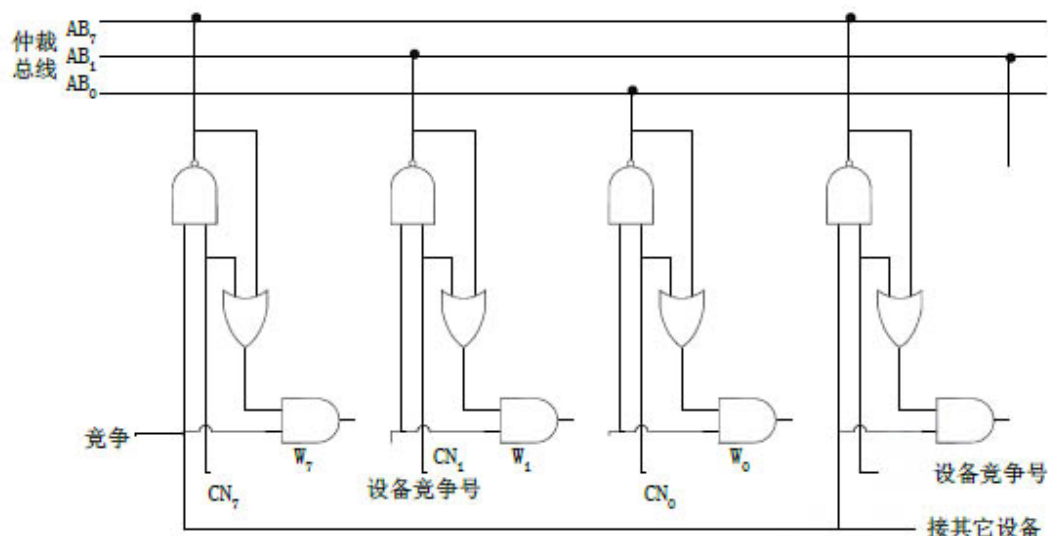 仲裁
总线
AB₇
AB₁
AB₀
竞争
W₇
CN₁
W₁
W₀
CN₇
设备竞争号
CN₀
设备竞争号
接其它设备